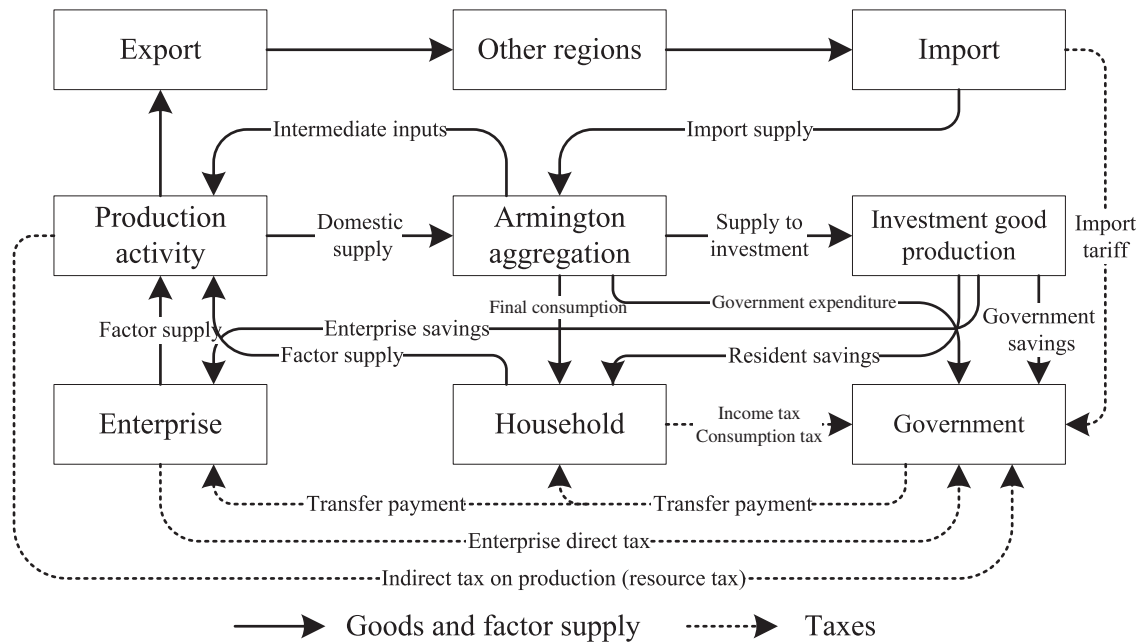 Export
Other regions
Import
Intermediate inputs
Import supply
Production
activity
Domestic
supply
Armington
aggregation
Supply to
investment
Investment good
production
Import
tariff
Final consumption
Government expenditure
Factor supply
Enterprise savings
Government
savings
Factor supply
Resident savings
Enterprise
Household
Income tax
Consumption tax
Government
Transfer payment
Transfer payment
Enterprise direct tax
Indirect tax on production (resource tax)
Goods and factor supply
Taxes